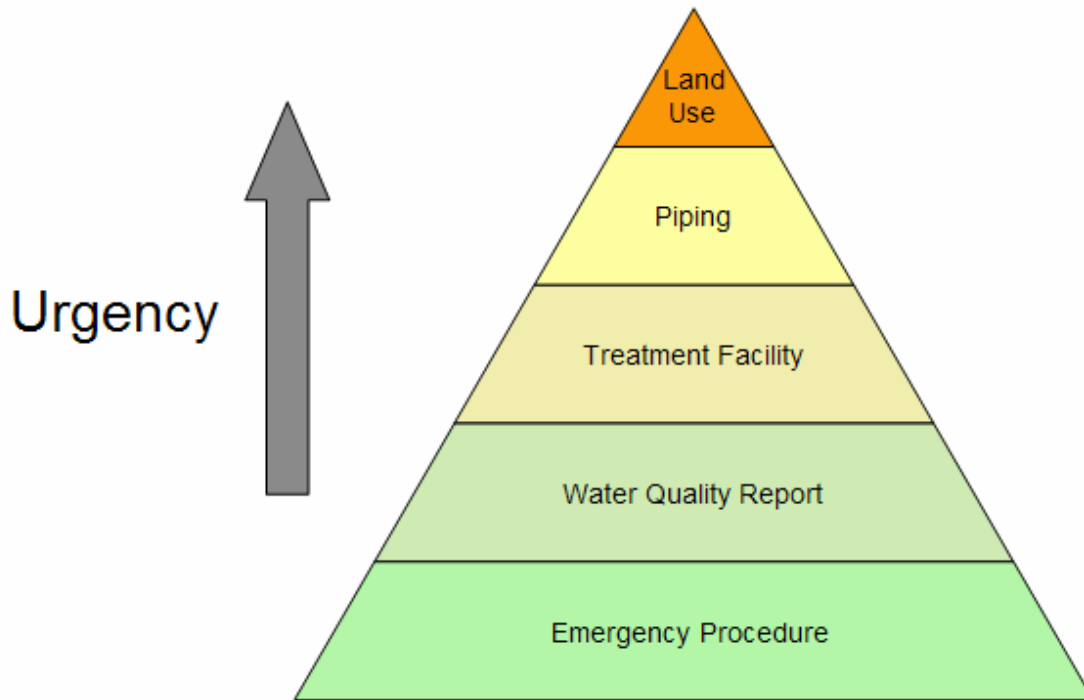 Land
Use
Piping
Urgency
Treatment Facility
Water Quality Report
Emergency Procedure